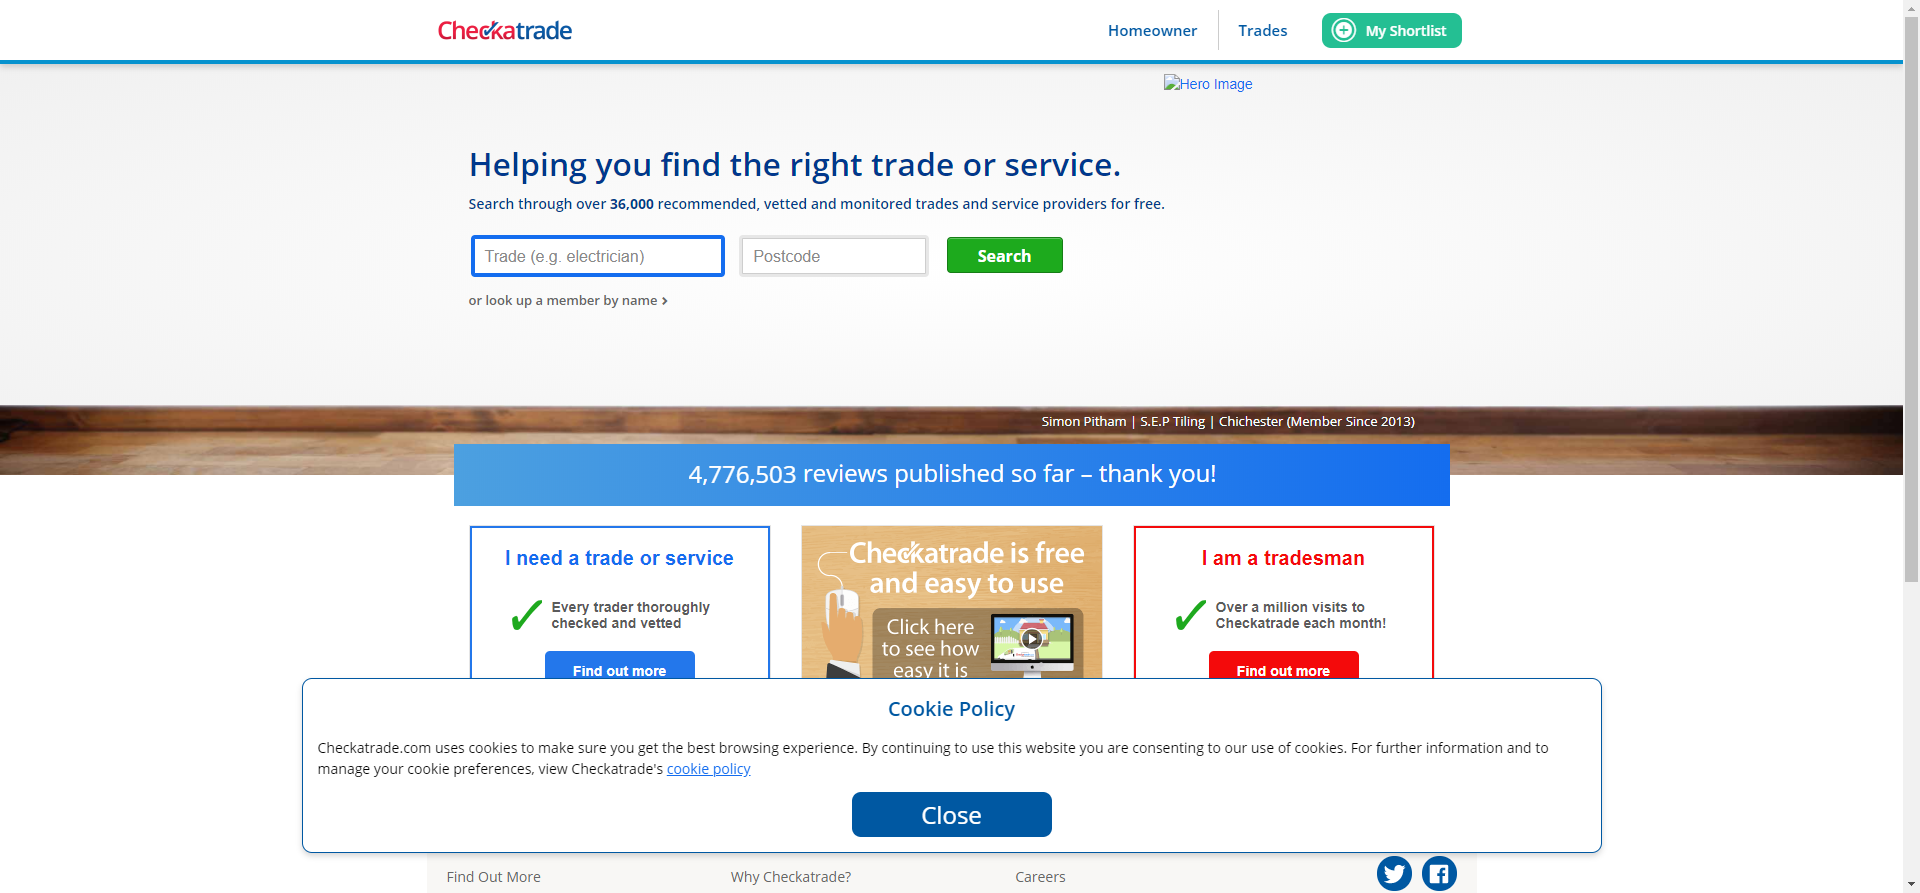 Checkatrade
Homeowner
Trades
My Shortlist
Hero Image
Helping you find the right trade or service.
Search through over 36,000 recommended, vetted and monitored trades and service providers for free.
Trade (e.g. electrician)
Postcode
Search
or look up a member by name
Simon Pitham | S.E.P Tiling | Chichester (Member Since 2013)
4,776,503 reviews published so far – thank you!
I need a trade or service
Every trader thoroughly
checked and vetted
Find out more
Checkatrade is free
and easy to use
Click here
to see how
easy it is
I am a tradesman
Over a million visits to
Checkatrade each month!
Find out more
Cookie Policy
Checkatrade.com uses cookies to make sure you get the best browsing experience. By continuing to use this website you are consenting to our use of cookies. For further information and to
manage your cookie preferences, view Checkatrade's cookie policy
Close
Find Out More
Why Checkatrade?
Careers